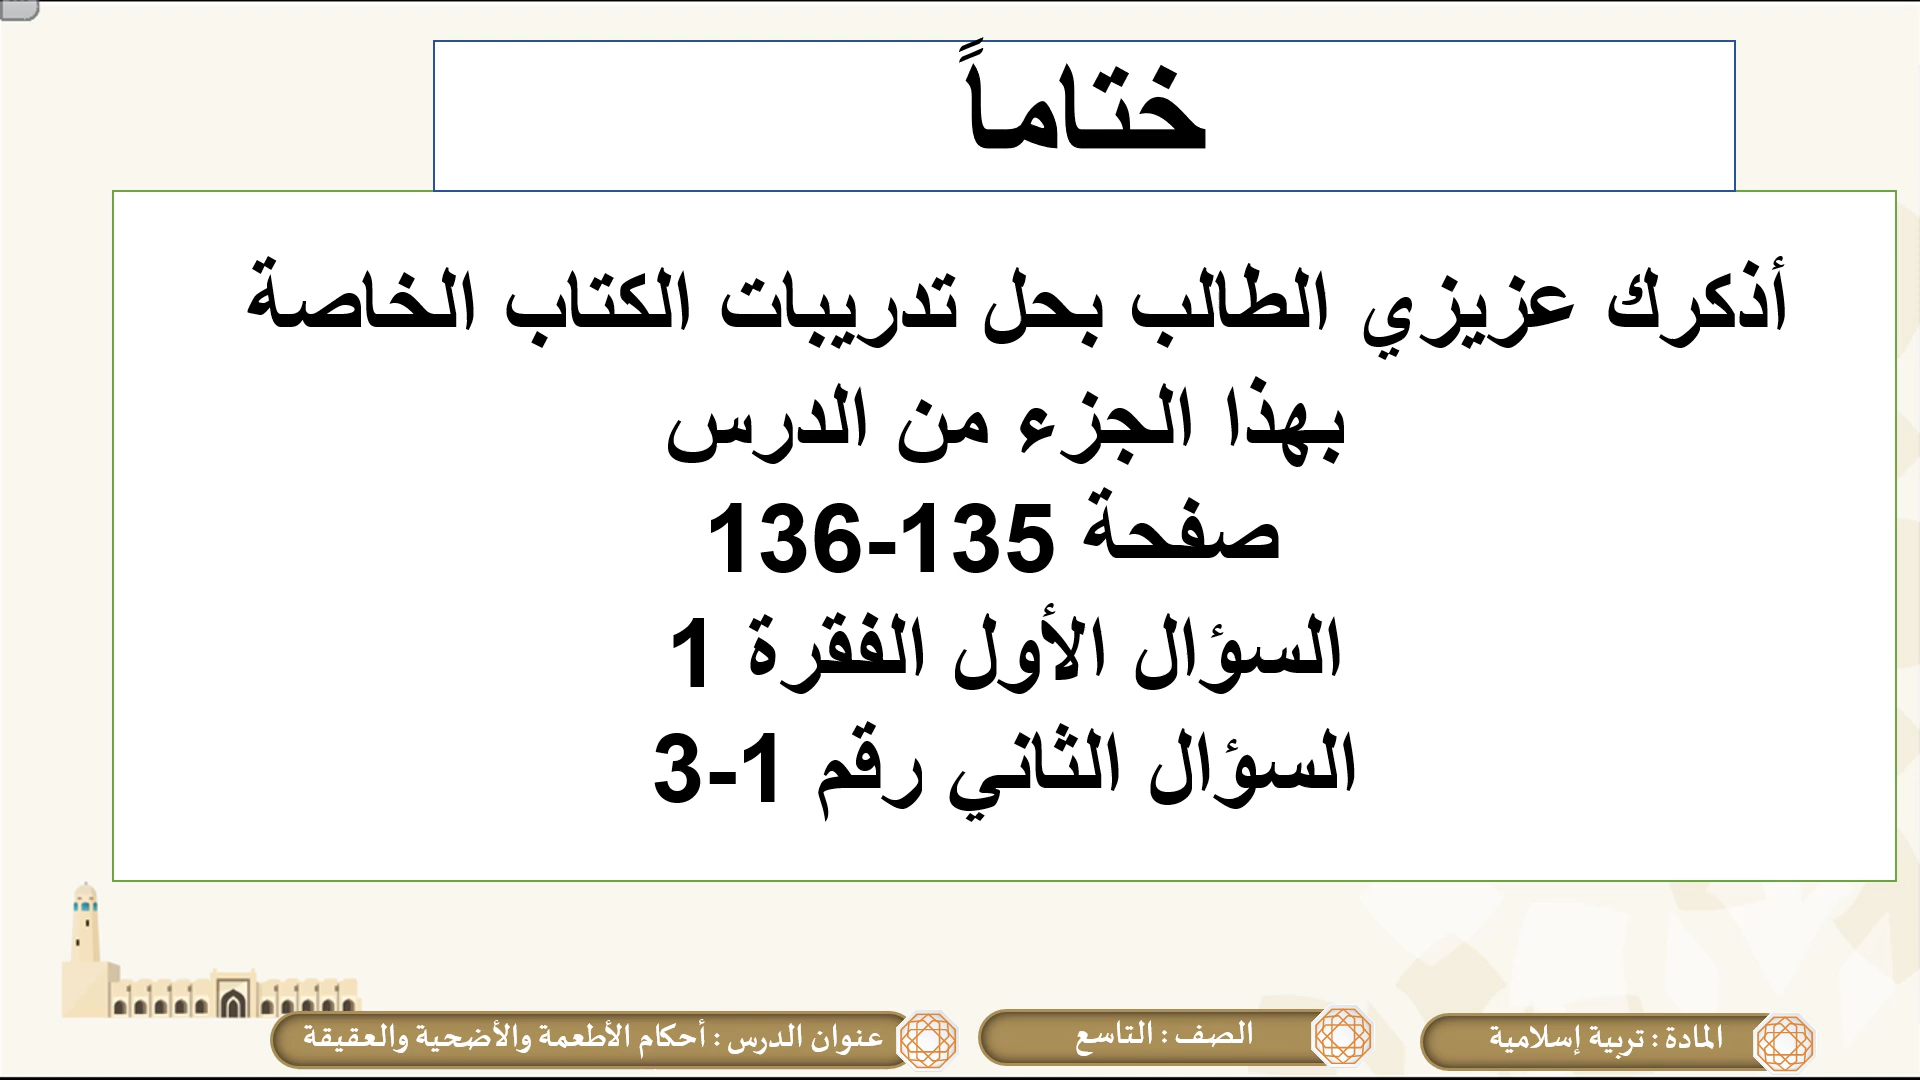 ختاماً
أذكرك عزيزي الطالب بحل تدريبات الكتاب الخاصة
بهذا الجزء من الدرس
صفحة 135-136
السؤال الأول الفقرة 1
السؤال الثاني رقم 1-3
المادة : تربية إسلامية
الصف : التاسع
عنوان الدرس : أحكام الأطعمة والأضحية والعقيقة